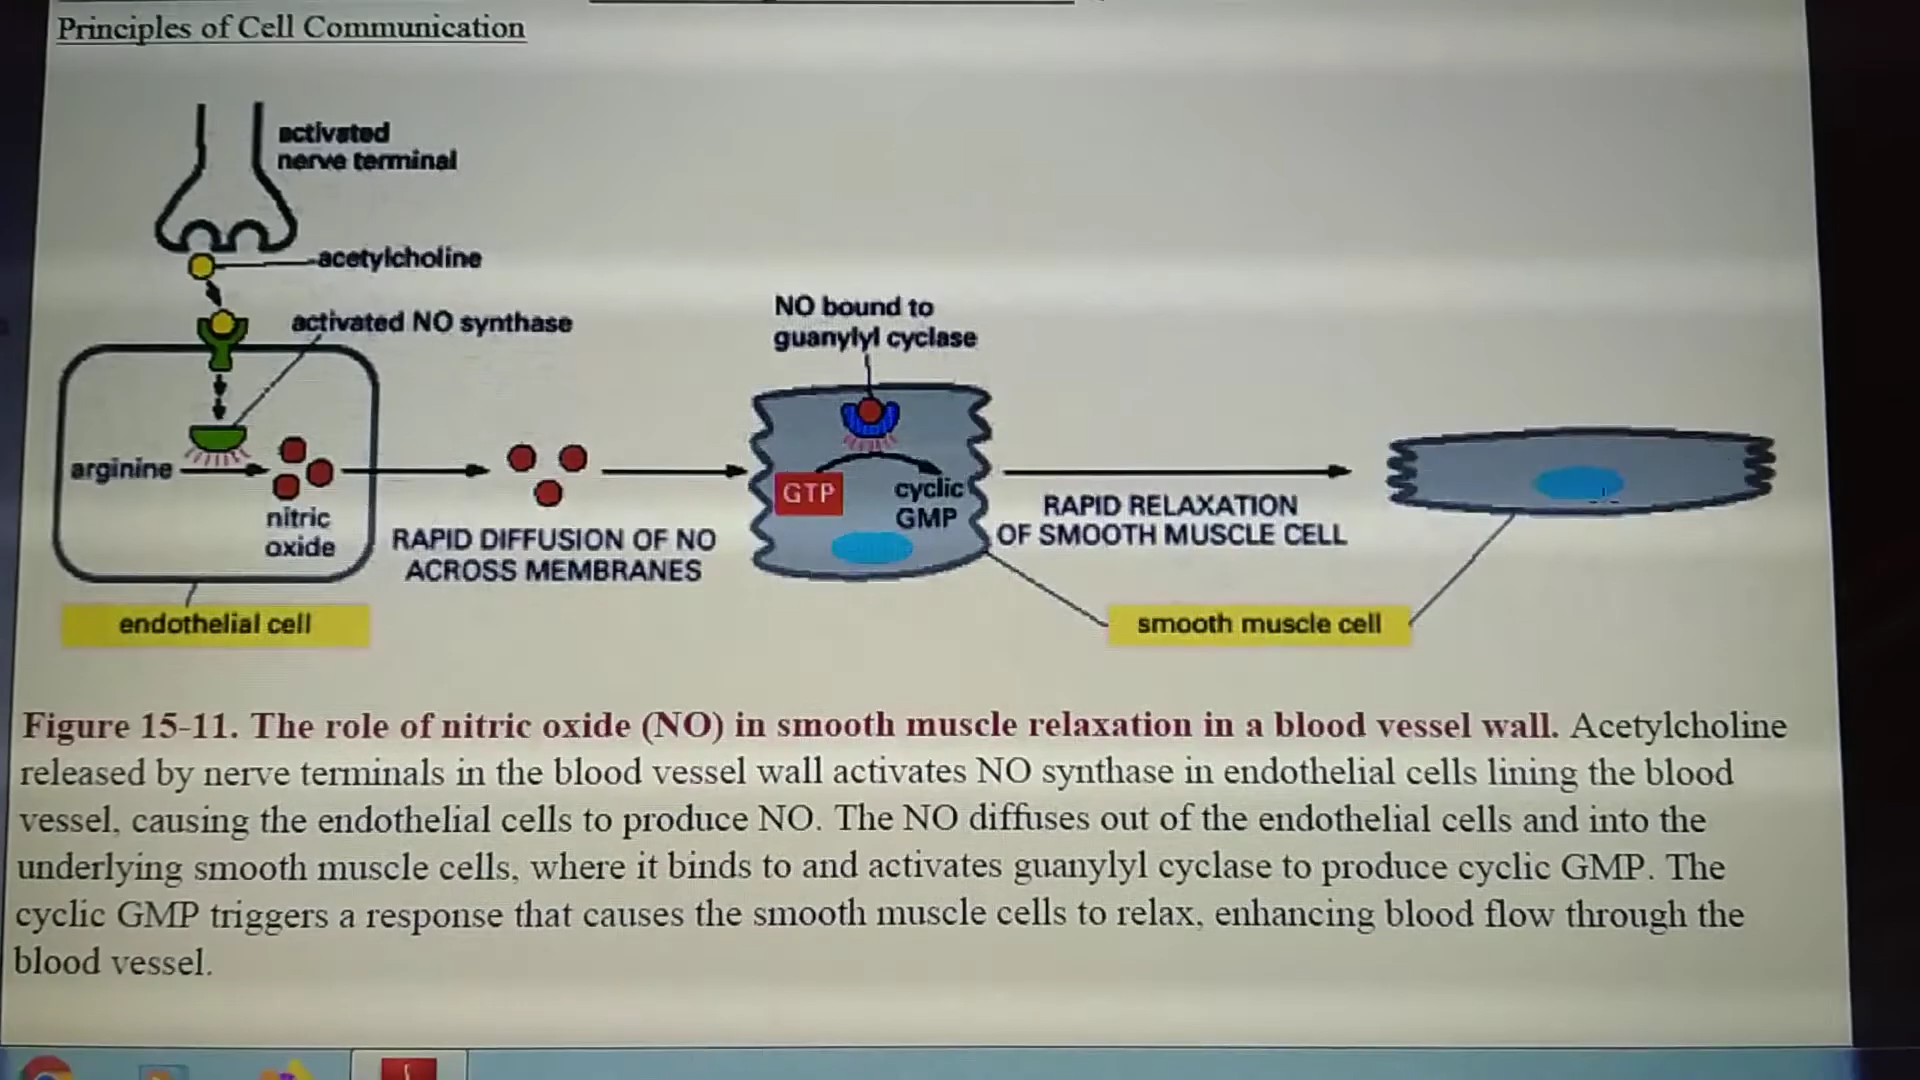 Principles of Cell Communication
activated
nerve terminal
acetylcholine
activated NO synthase
NO bound to
guanylyl cyclase
arginine
nitric
oxide
RAPID DIFFUSION OF NO
ACROSS MEMBRANES
GTP
cyclic
GMP
RAPID RELAXATION
OF SMOOTH MUSCLE CELL
endothelial cell
smooth muscle cell
Figure 15-11. The role of nitric oxide (NO) in smooth muscle relaxation in a blood vessel wall. Acetylcholine
released by nerve terminals in the blood vessel wall activates NO synthase in endothelial cells lining the blood
vessel, causing the endothelial cells to produce NO. The NO diffuses out of the endothelial cells and into the
underlying smooth muscle cells, where it binds to and activates guanylyl cyclase to produce cyclic GMP. The
cyclic GMP triggers a response that causes the smooth muscle cells to relax, enhancing blood flow through the
blood vessel.